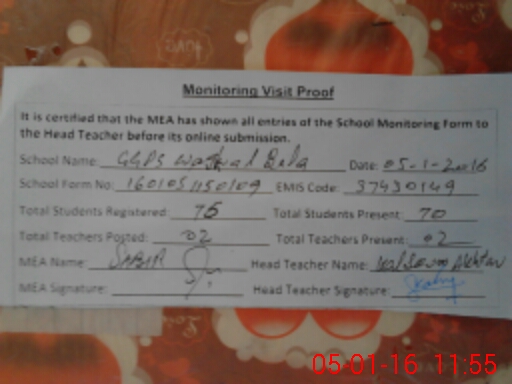 Monitoring Visit Proof
It is certified that the MEA has shown all entries of the School Monitoring Form to
the Head Teacher before its online submission.
School Name: GGPS Bala Date: 05-1-2016
School Form No: 1601051150109 EMIS Code: 37430149
Total Students Registered: 75 Total Students Present: 70
Total Teachers Posted: 02 Total Teachers Present: 02
MEA Name: SABIR Head Teacher Name: Akhtar
MEA Signature: Head Teacher Signature:
05-01-16 11:55